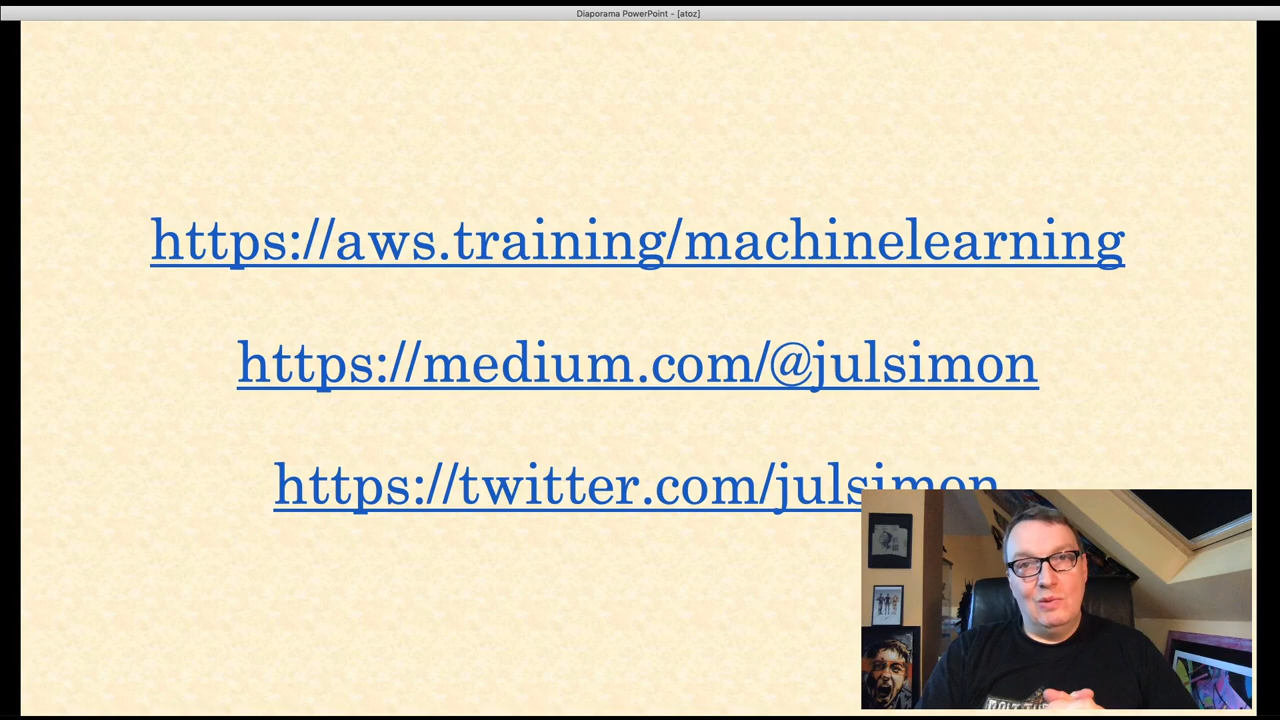 Diaporama PowerPoint - [atoz]
https://aws.training/machinelearning
https://medium.com/@julsimon
https://twitter.com/julsimon